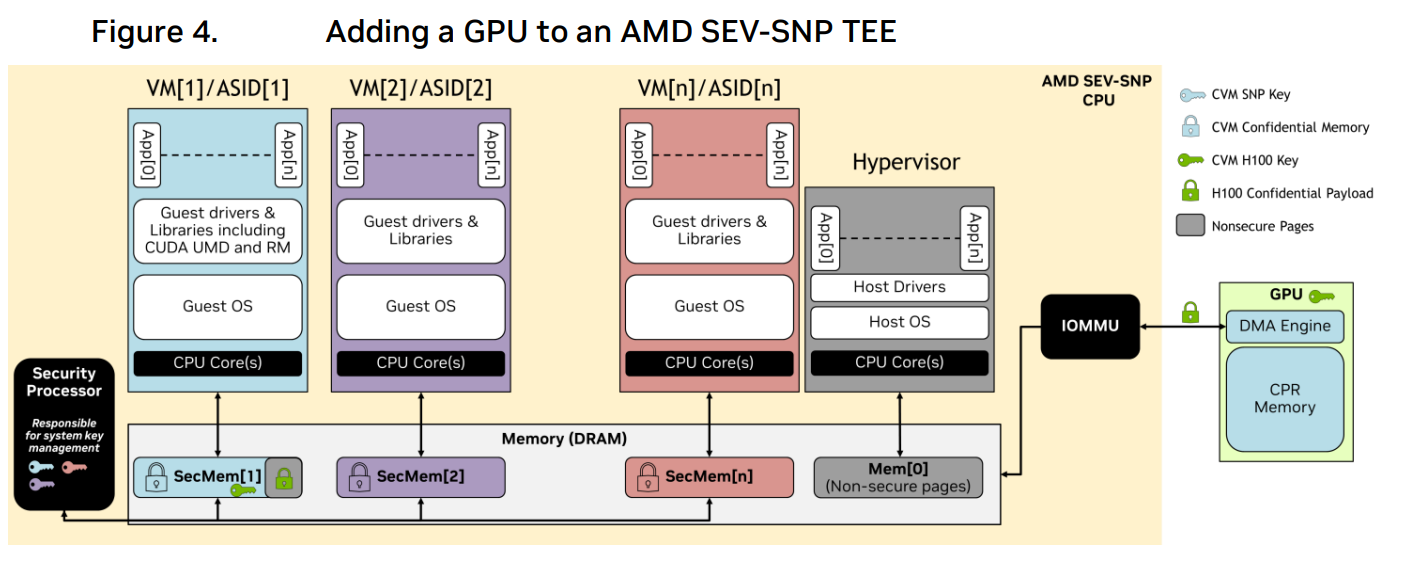 Figure 4. Adding a GPU to an AMD SEV-SNP TEE
VM[1]/ASID[1]
VM[2]/ASID[2]
VM[n]/ASID[n]
AMD SEV-SNP
CPU
App[0]
App[n]
Guest drivers &
Libraries including
CUDA UMD and RM
Guest OS
CPU Core(s)
App[0]
App[n]
Guest drivers &
Libraries
Guest OS
CPU Core(s)
App[0]
App[n]
Guest drivers &
Libraries
Guest OS
CPU Core(s)
Hypervisor
App[0]
App[n]
Host Drivers
Host OS
CPU Core(s)
IOMMU
CVM SNP Key
CVM Confidential Memory
CVM H100 Key
H100 Confidential Payload
Nonsecure Pages
GPU
DMA Engine
CPR
Memory
Security
Processor
Responsible
for system key
management
Memory (DRAM)
SecMem[1]
SecMem[2]
SecMem[n]
Mem[0]
(Non-secure pages)